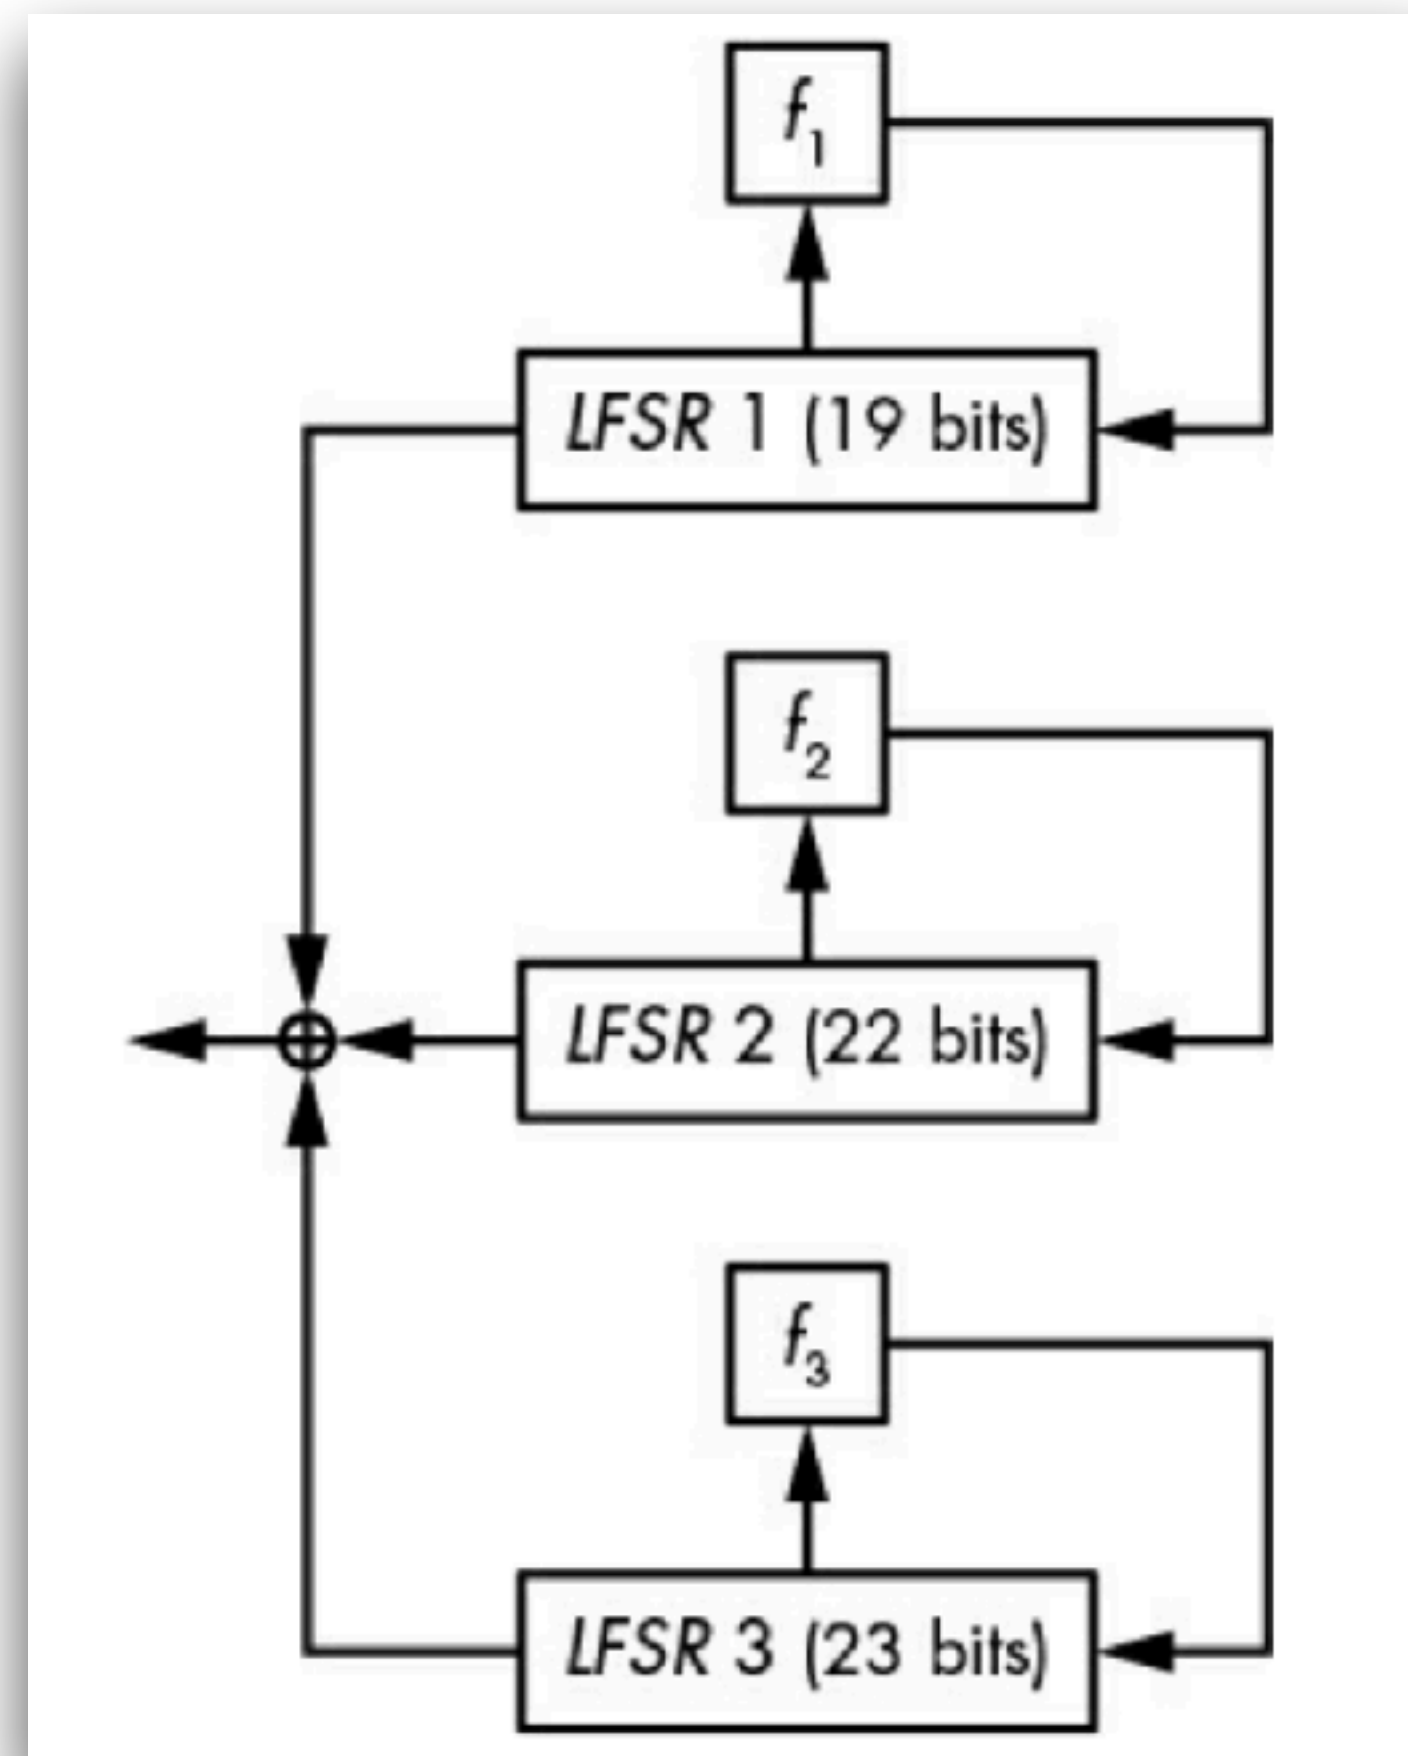 f₁
LFSR 1 (19 bits)
f₂
LFSR 2 (22 bits)
f₃
LFSR 3 (23 bits)